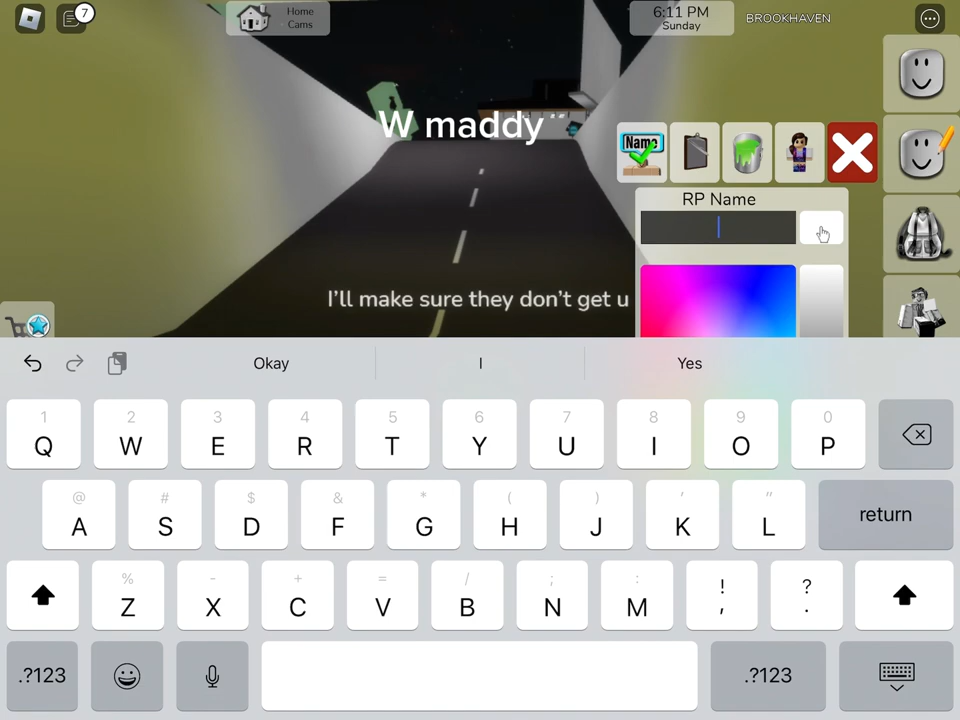 7
Home
Cams
6:11 PM
Sunday
BROOKHAVEN
W maddy
Name
RP Name
I'll make sure they don't get u
Okay
I
Yes
1 2 3 4 5 6 7 8 9 0
Q W E R T Y U I O P
@ # $ & * ( ) ' "
A S D F G H J K L
return
% - + = / ; : ! ?
Z X C V B N M , .
.?123
.?123